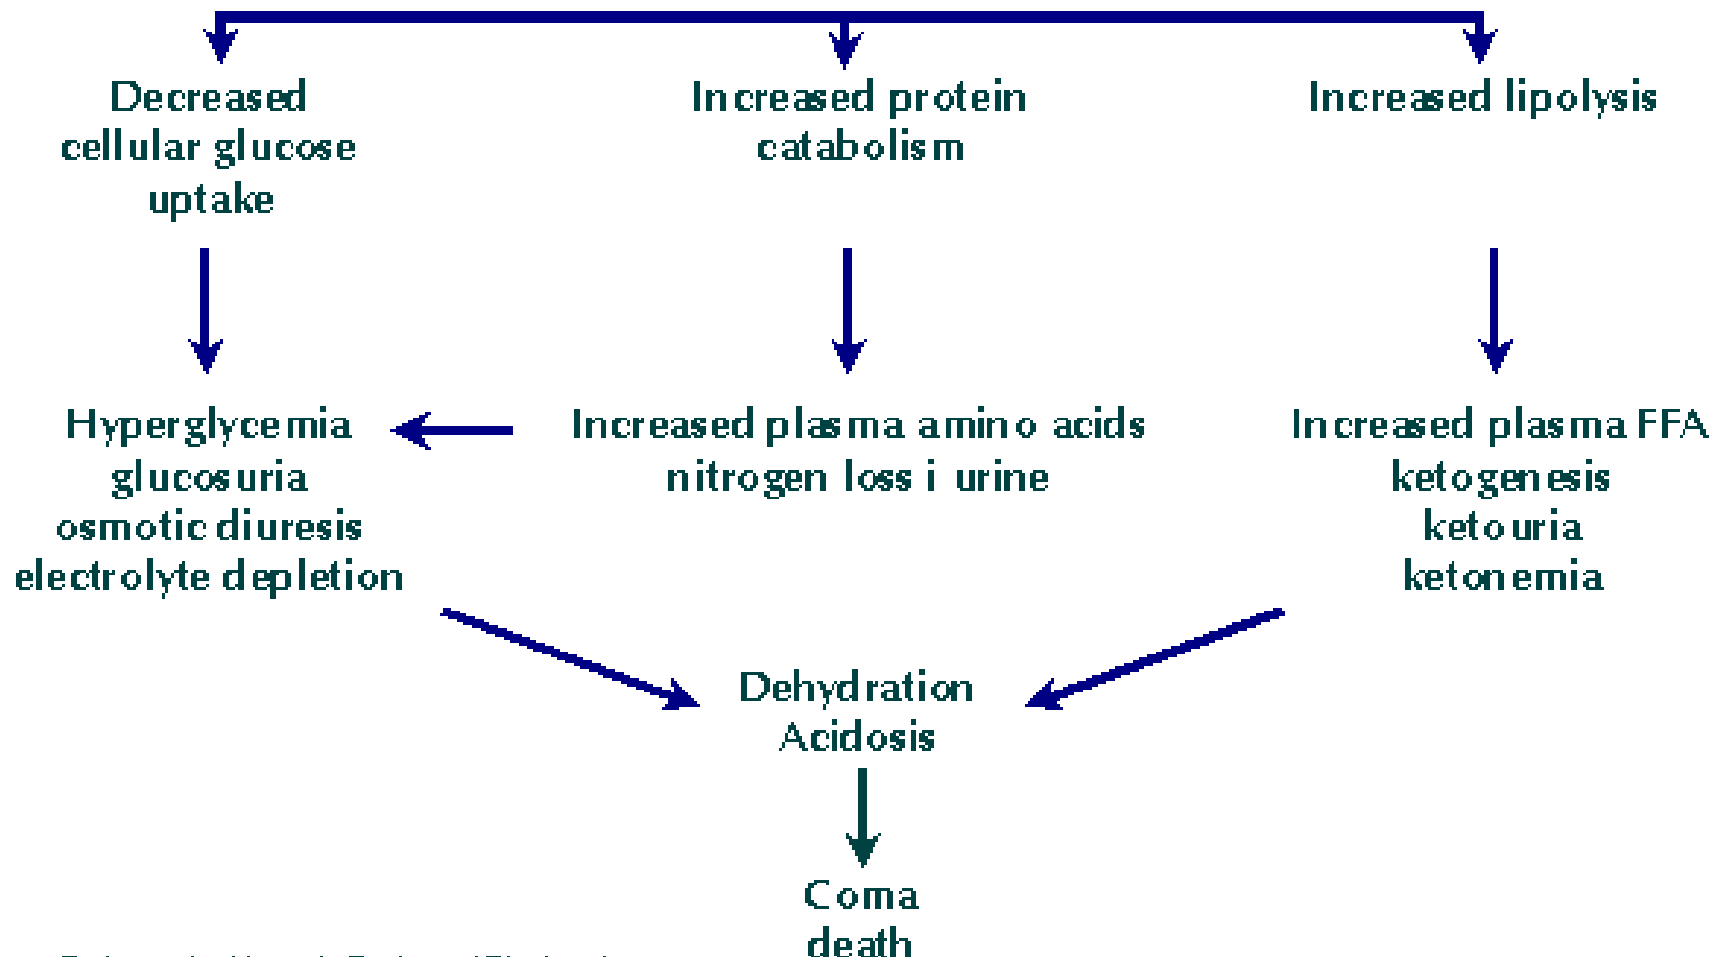 Decreased
cellular glucose
uptake
Increased protein
catabolism
Increased lipolysis
Hyperglycemia
glucosuria
osmotic diuresis
electrolyte depletion
Increased plasma amino acids
nitrogen loss i urine
Increased plasma FFA
ketogenesis
ketouria
ketonemia
Dehydration
Acidosis
Coma
death